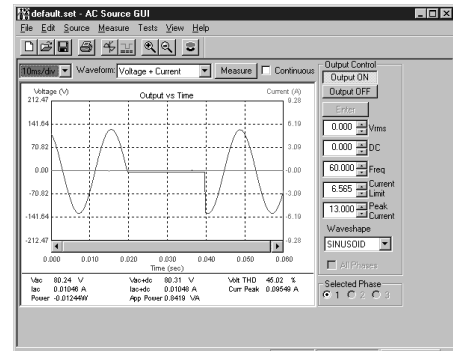 default.set - AC Source GUI
File Edit Source Measure Tests View Help
10ms/div Waveform: Voltage + Current Measure Continuous
Output Control
Output ON
Output OFF
Enter
0.000 Vrms
0.000 DC
60.000 Freq
6.565 Current Limit
13.000 Peak Current
Waveshape
SINUSOID
All Phases
Selected Phase
1 2 3
Voltage (V) Output vs Time Current (A)
212.47 9.28
141.64 6.19
70.82 3.09
0.00 -0.00
-70.82 -3.09
-141.64 -6.19
-212.47 -9.28
0.000 0.010 0.020 0.030 0.040 0.050 0.060
Time (sec)
Vac 80.24 V Vac+dc 80.31 V Volt THD 45.02 %
Iac 0.01046 A Iac+dc 0.01048 A Curr Peak 0.09549 A
Power -0.01244W App Power 0.8419 VA